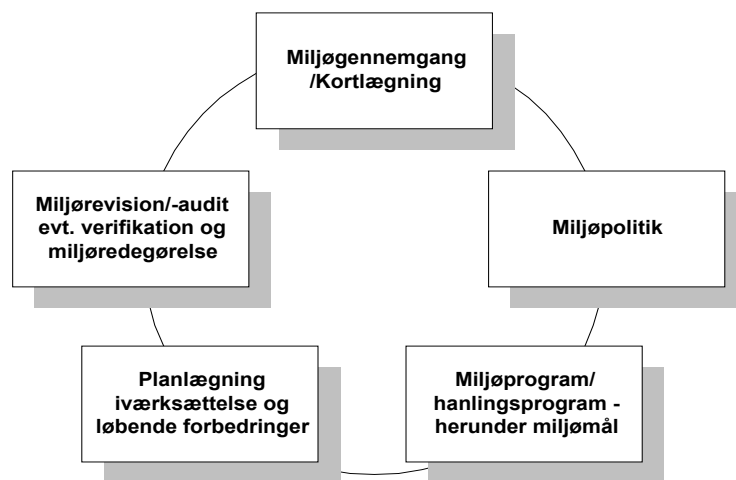 Miljøgennemgang
/Kortlægning
Miljøpolitik
Miljøprogram/
hanlingsprogram -
herunder miljømål
Planlægning
iværksættelse og
løbende forbedringer
Miljørevision/-audit
evt. verifikation og
miljøredegørelse